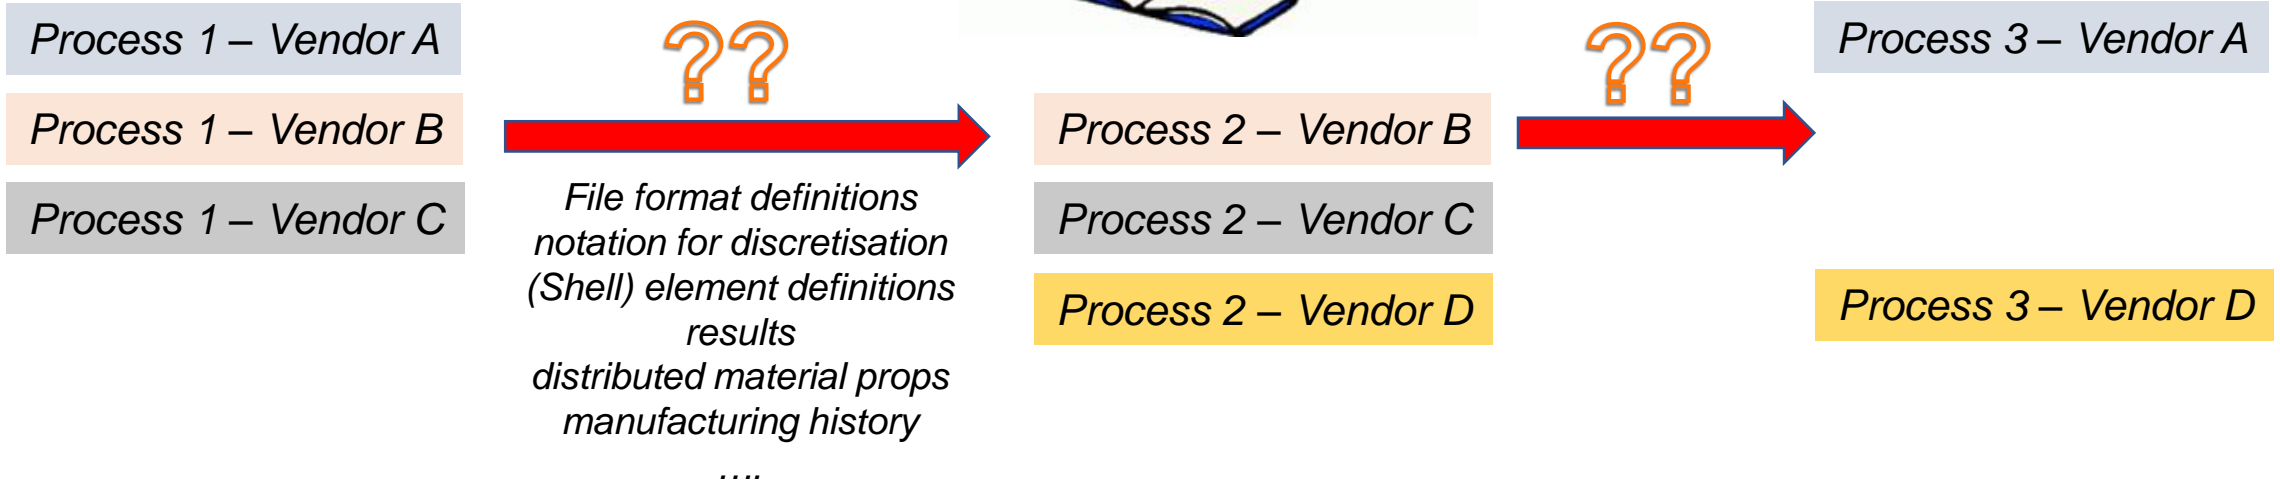 Process 1 – Vendor A
Process 1 – Vendor B
Process 1 – Vendor C
??
File format definitions
notation for discretisation
(Shell) element definitions
results
distributed material props
manufacturing history
....
Process 2 – Vendor B
Process 2 – Vendor C
Process 2 – Vendor D
??
Process 3 – Vendor A
Process 3 – Vendor D